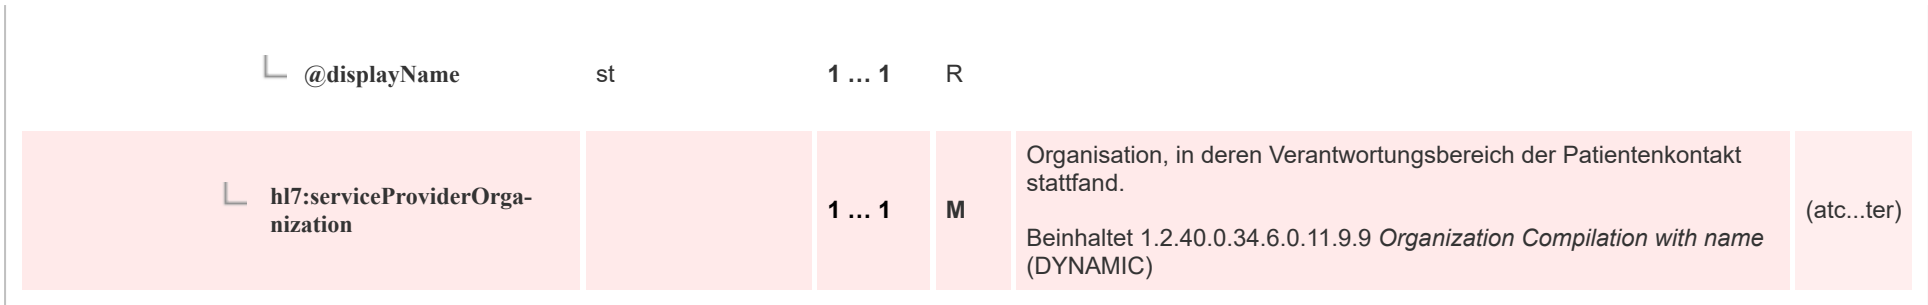 @displayName st 1 … 1 R
Organisation, in deren Verantwortungsbereich der Patientenkontakt
stattfand.
hl7:serviceProviderOrga-
nization
1 … 1 M (atc...ter)
Beinhaltet 1.2.40.0.34.6.0.11.9.9 Organization Compilation with name
(DYNAMIC)